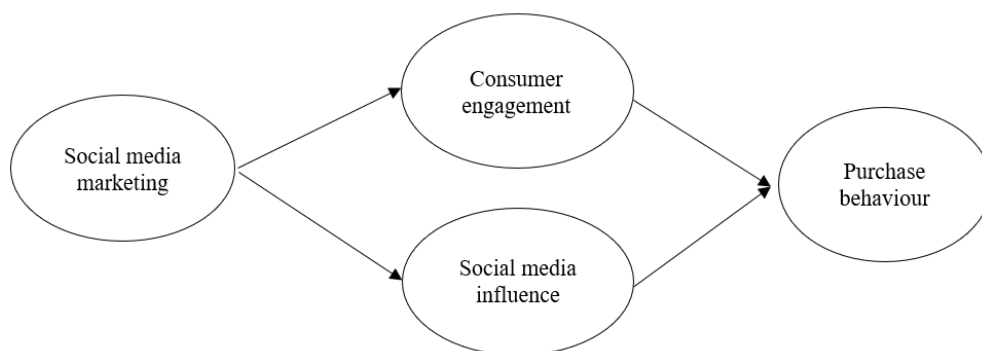 Consumer
engagement
Social media
marketing
Purchase
behaviour
Social media
influence